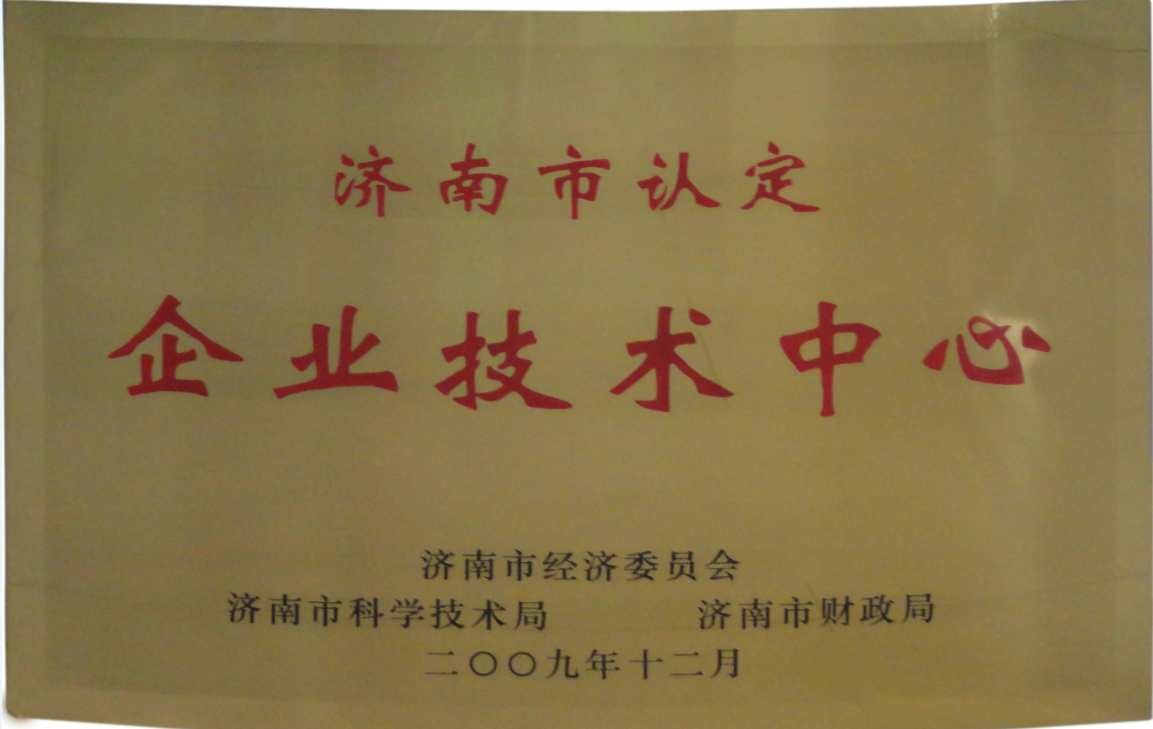 济南市认定
企业技术中心
济南市经济委员会
济南市科学技术局 济南市财政局
二〇〇九年十二月